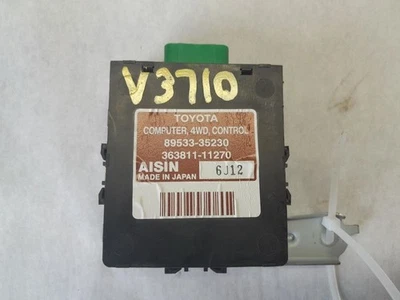 V3710
TOYOTA
COMPUTER, 4WD, CONTROL
89533-35230
363811-11270
AISIN 6J12
MADE IN JAPAN